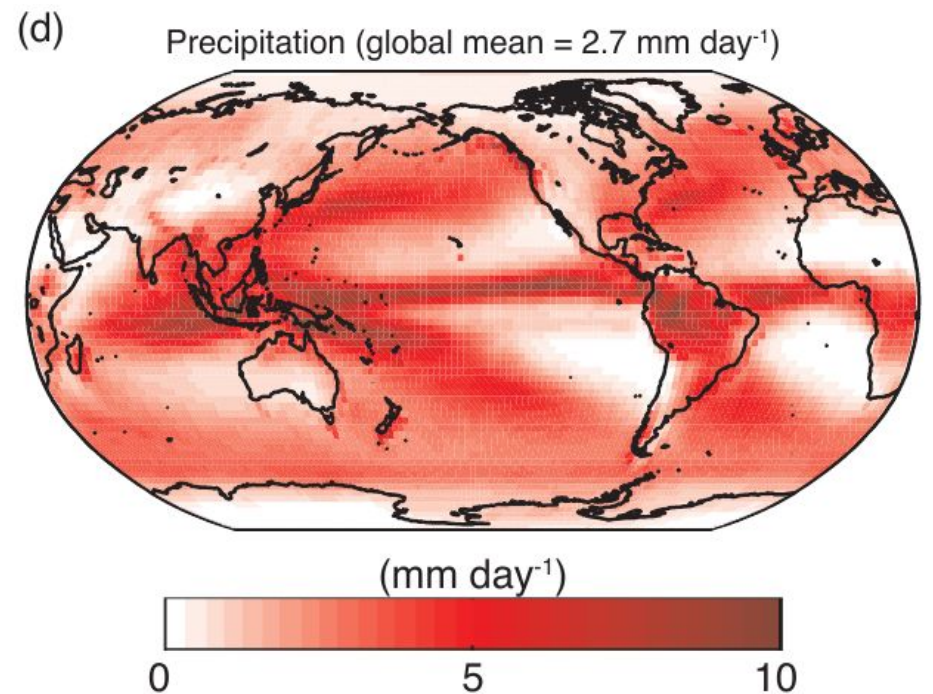 (d)
Precipitation (global mean = 2.7 mm day⁻¹)
(mm day⁻¹)
0 5 10